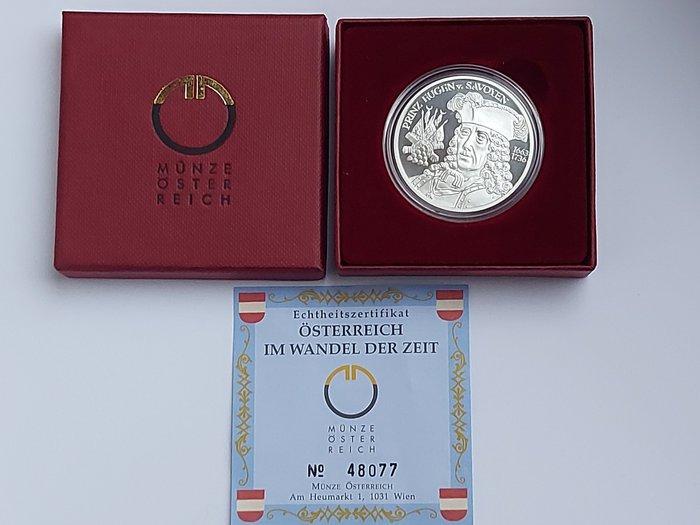 MÜNZE
ÖSTER
REICH
PRINZ EUGEN v. SAVOYEN
1663
1736
Echtheitszertifikat
ÖSTERREICH
IM WANDEL DER ZEIT
MÜNZE
ÖSTER
REICH
Nº 48077
MÜNZE ÖSTERREICH
Am Heumarkt 1, 1031 Wien